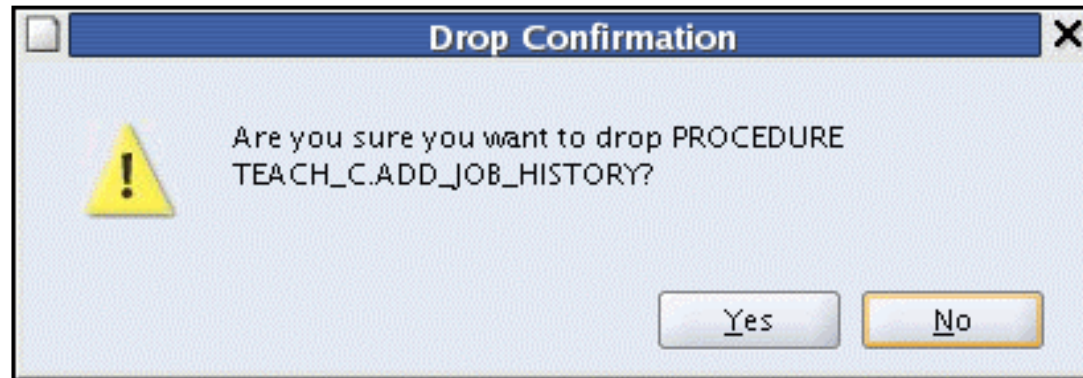 Drop Confirmation
Are you sure you want to drop PROCEDURE
TEACH_C.ADD_JOB_HISTORY?
Yes No